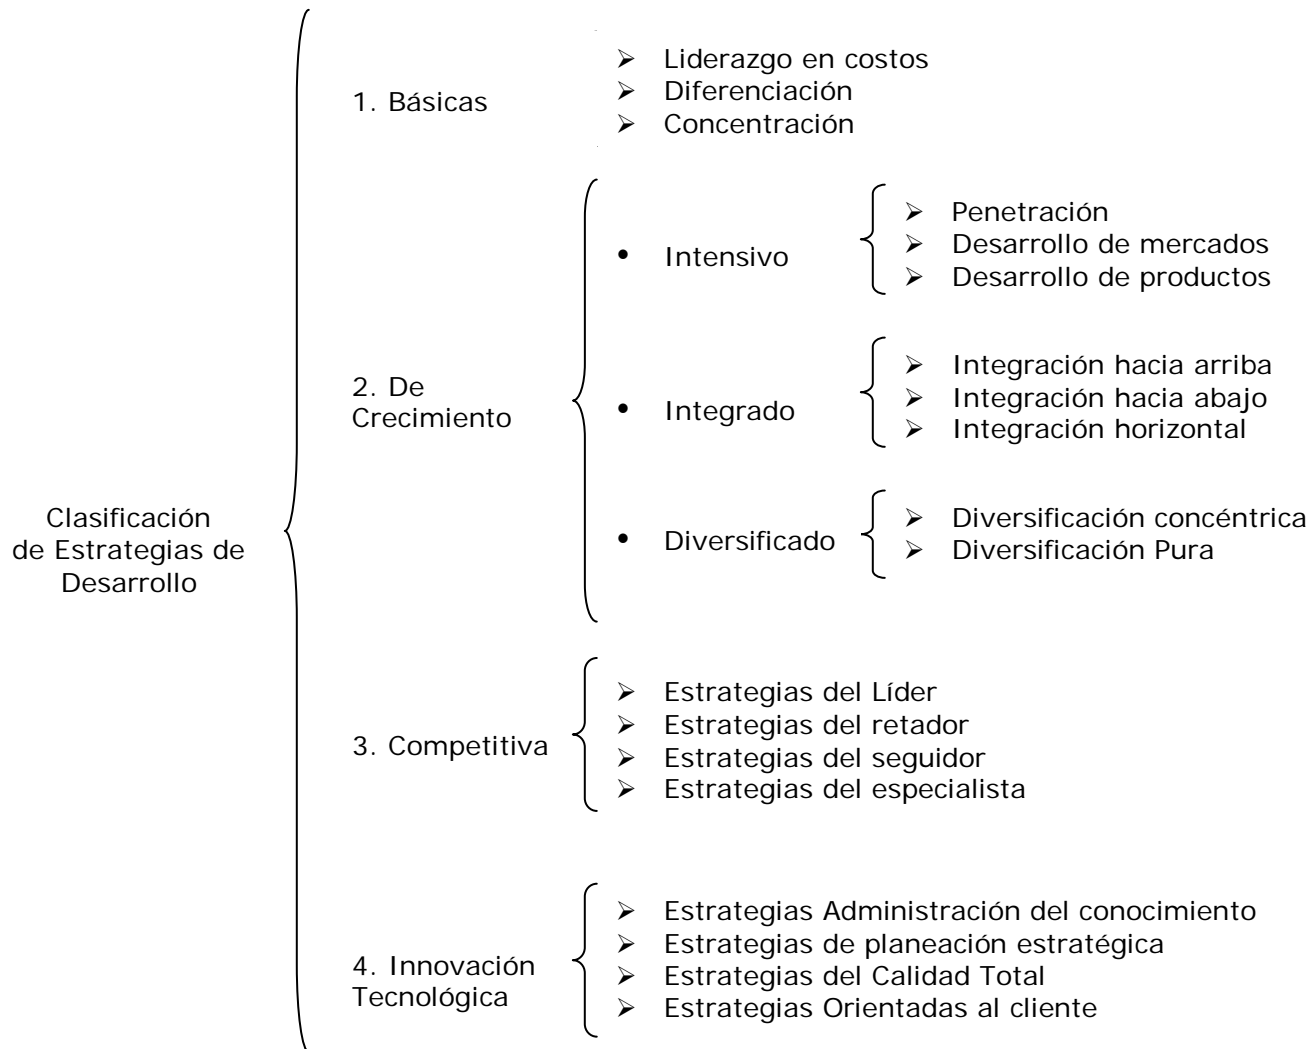 Clasificación
de Estrategias de
Desarrollo
1. Básicas
➢ Liderazgo en costos
➢ Diferenciación
➢ Concentración
2. De
Crecimiento
• Intensivo
➢ Penetración
➢ Desarrollo de mercados
➢ Desarrollo de productos
• Integrado
➢ Integración hacia arriba
➢ Integración hacia abajo
➢ Integración horizontal
• Diversificado
➢ Diversificación concéntrica
➢ Diversificación Pura
3. Competitiva
➢ Estrategias del Líder
➢ Estrategias del retador
➢ Estrategias del seguidor
➢ Estrategias del especialista
4. Innovación
Tecnológica
➢ Estrategias Administración del conocimiento
➢ Estrategias de planeación estratégica
➢ Estrategias del Calidad Total
➢ Estrategias Orientadas al cliente